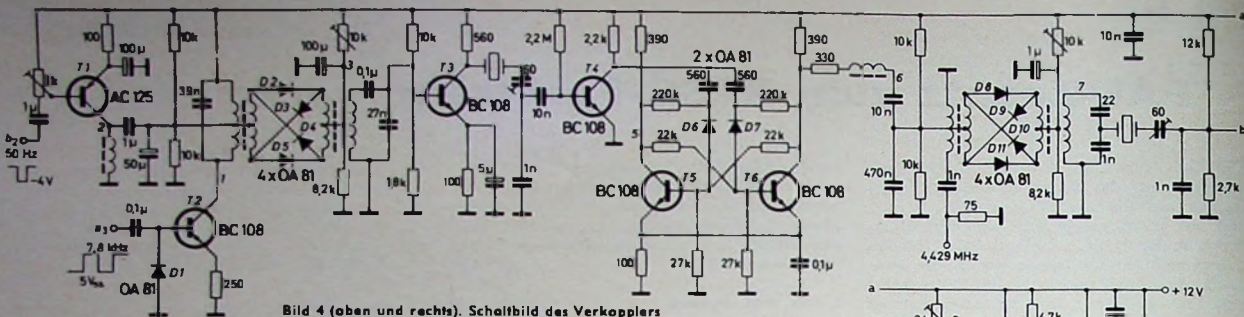 100
100µ
10k
1k
T1
AC 125
1µ
b₂
50 Hz
-4V
2
1µ
50µ
10k
39n
1
0,1µ
a₃
7,8 kHz
5Vss
D1
OA 81
T2
BC 108
250
100µ
10k
3
D2
D3
D4
D5
4 x OA 81
8,2k
0,1µ
27n
10k
1,8k
560
T3
BC 108
100
5µ
160
10n
1n
2,2M
2,2k
T4
BC 108
390
390
2 x OA 81
560
560
220k
220k
D6
D7
5
22k
22k
BC 108
T5
T6
BC 108
100
27k
27k
0,1µ
330
6
10n
470n
10k
10k
1n
75
4,429 MHz
D8
D9
D10
D11
4 x OA 81
1µ
10k
8,2k
7
22
1n
60
10n
12k
1n
2,7k
a
b
Bild 4 (oben und rechts). Schaltbild des Verkopplers
a
+ 12V
4,7k